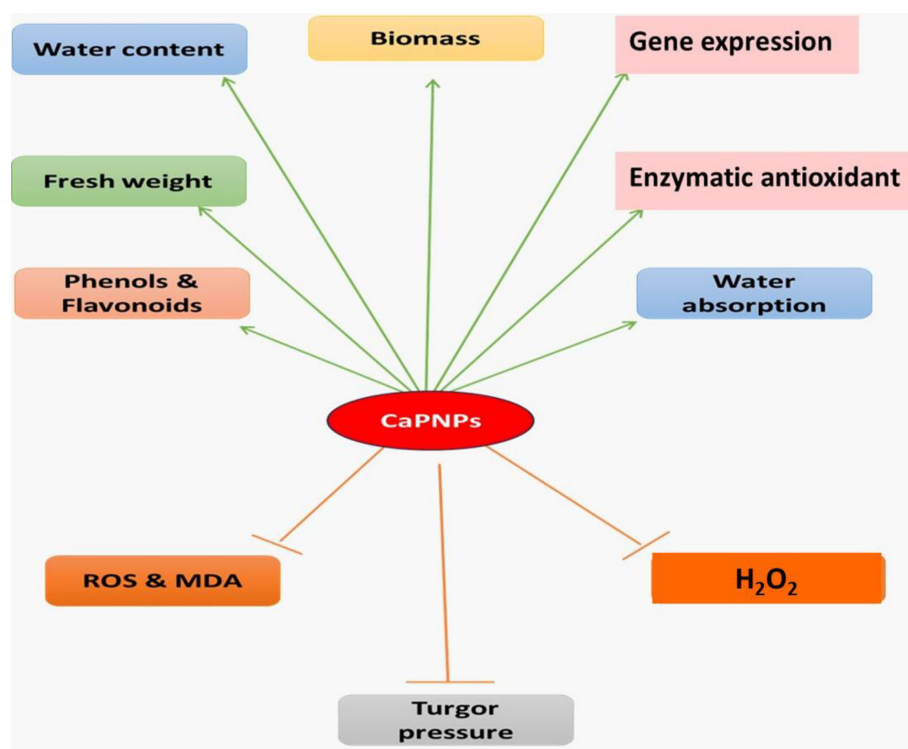 Water content
Biomass
Gene expression
Fresh weight
Enzymatic antioxidant
Phenols &
Flavonoids
Water
absorption
CaPNPs
ROS & MDA
H₂O₂
Turgor
pressure